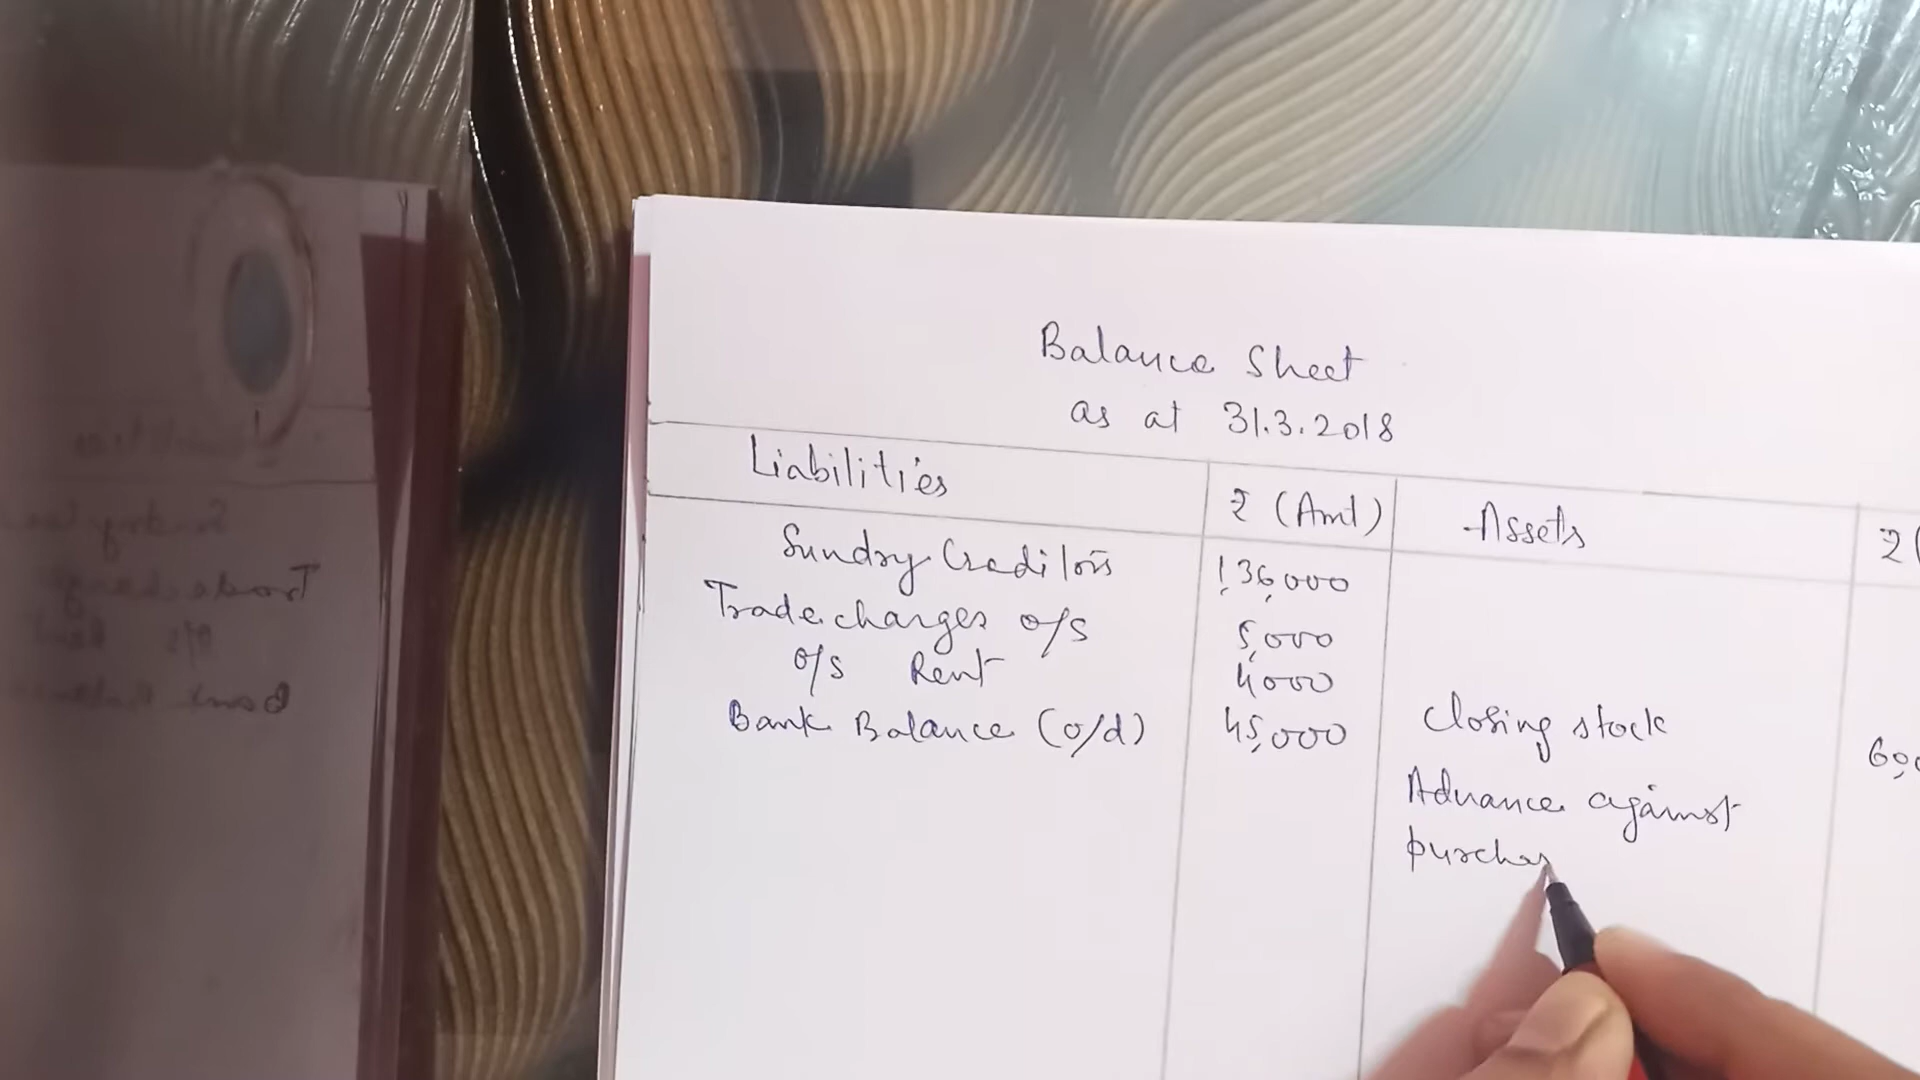 Balance Sheet
as at 31.3.2018
Liabilities ₹ (Amt) Assets ₹ (
Sundry Creditors 1,36,000
Trade charges o/s 5,000
o/s Rent 4000
Bank Balance (o/d) 45,000 Closing stock 60,
Advance against
purchas